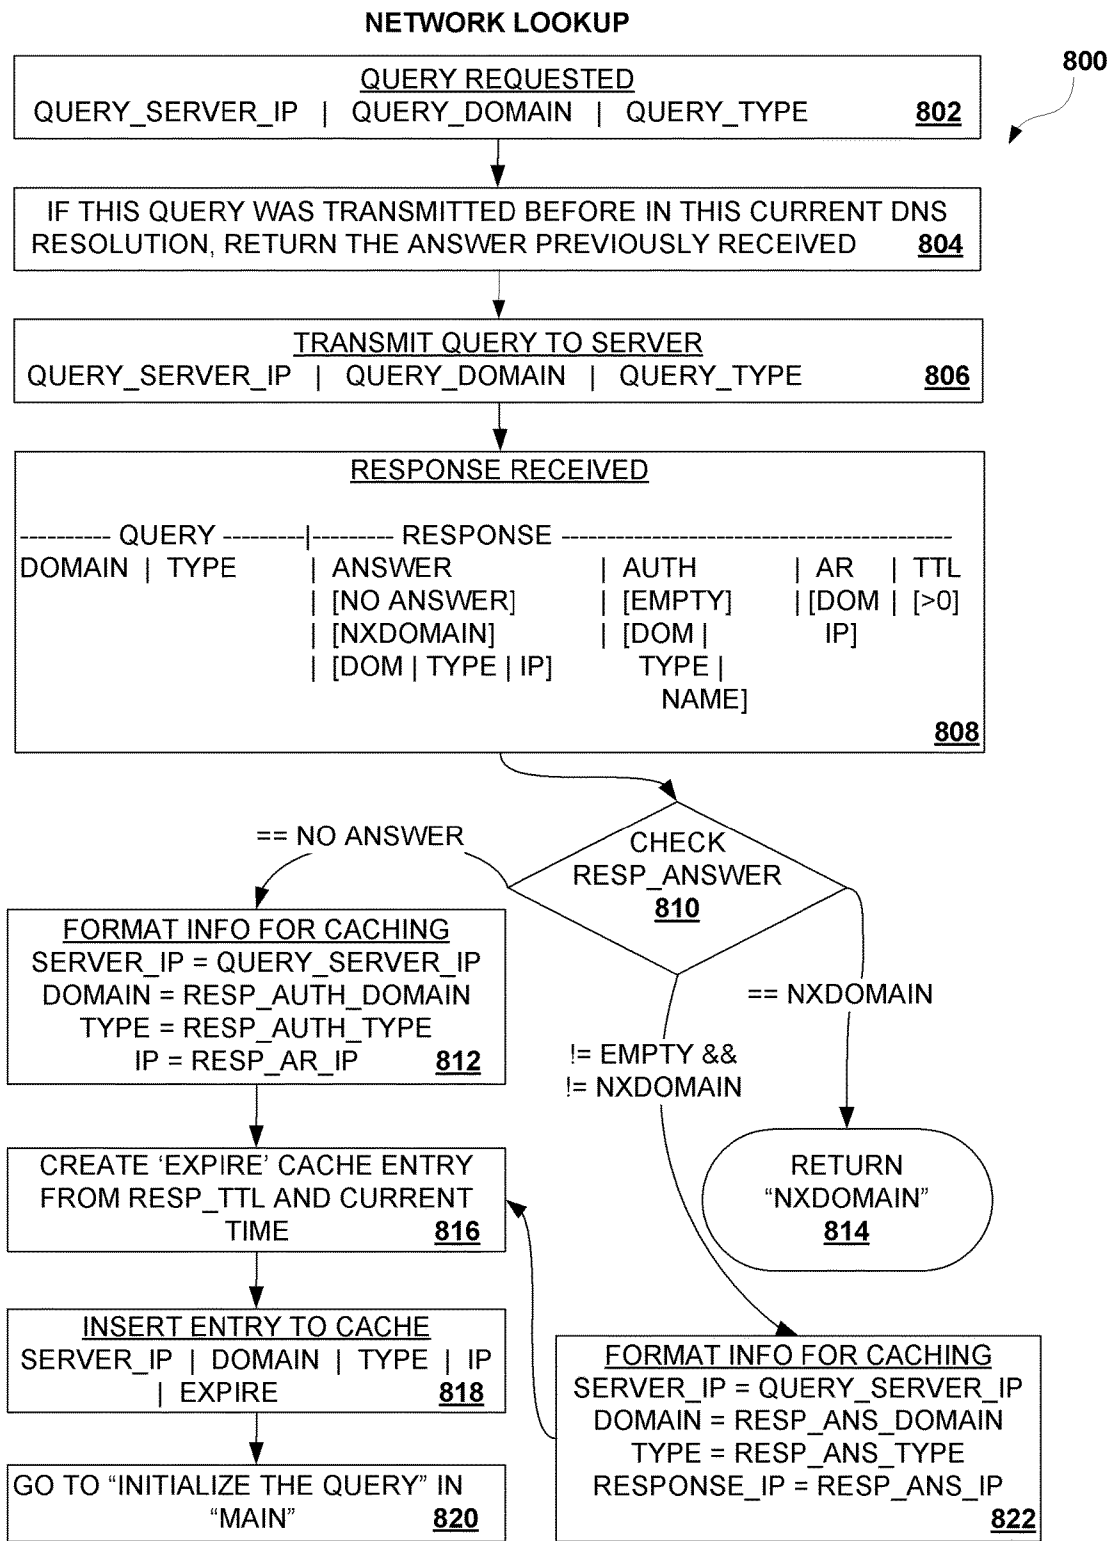 NETWORK LOOKUP
800
QUERY REQUESTED
QUERY_SERVER_IP | QUERY_DOMAIN | QUERY_TYPE 802
IF THIS QUERY WAS TRANSMITTED BEFORE IN THIS CURRENT DNS
RESOLUTION, RETURN THE ANSWER PREVIOUSLY RECEIVED 804
TRANSMIT QUERY TO SERVER
QUERY_SERVER_IP | QUERY_DOMAIN | QUERY_TYPE 806
RESPONSE RECEIVED
---------- QUERY ---------|--------- RESPONSE -------------------------------------------
DOMAIN | TYPE | ANSWER | AUTH | AR | TTL
| [NO ANSWER] | [EMPTY] | [DOM | [>0]
| [NXDOMAIN] | [DOM | IP]
| [DOM | TYPE | IP] TYPE |
NAME]
808
CHECK
RESP_ANSWER
810
== NO ANSWER
== NXDOMAIN
!= EMPTY &&
!= NXDOMAIN
FORMAT INFO FOR CACHING
SERVER_IP = QUERY_SERVER_IP
DOMAIN = RESP_AUTH_DOMAIN
TYPE = RESP_AUTH_TYPE
IP = RESP_AR_IP 812
RETURN
“NXDOMAIN”
814
CREATE ‘EXPIRE’ CACHE ENTRY
FROM RESP_TTL AND CURRENT
TIME 816
INSERT ENTRY TO CACHE
SERVER_IP | DOMAIN | TYPE | IP
| EXPIRE 818
GO TO “INITIALIZE THE QUERY” IN
“MAIN” 820
FORMAT INFO FOR CACHING
SERVER_IP = QUERY_SERVER_IP
DOMAIN = RESP_ANS_DOMAIN
TYPE = RESP_ANS_TYPE
RESPONSE_IP = RESP_ANS_IP
822